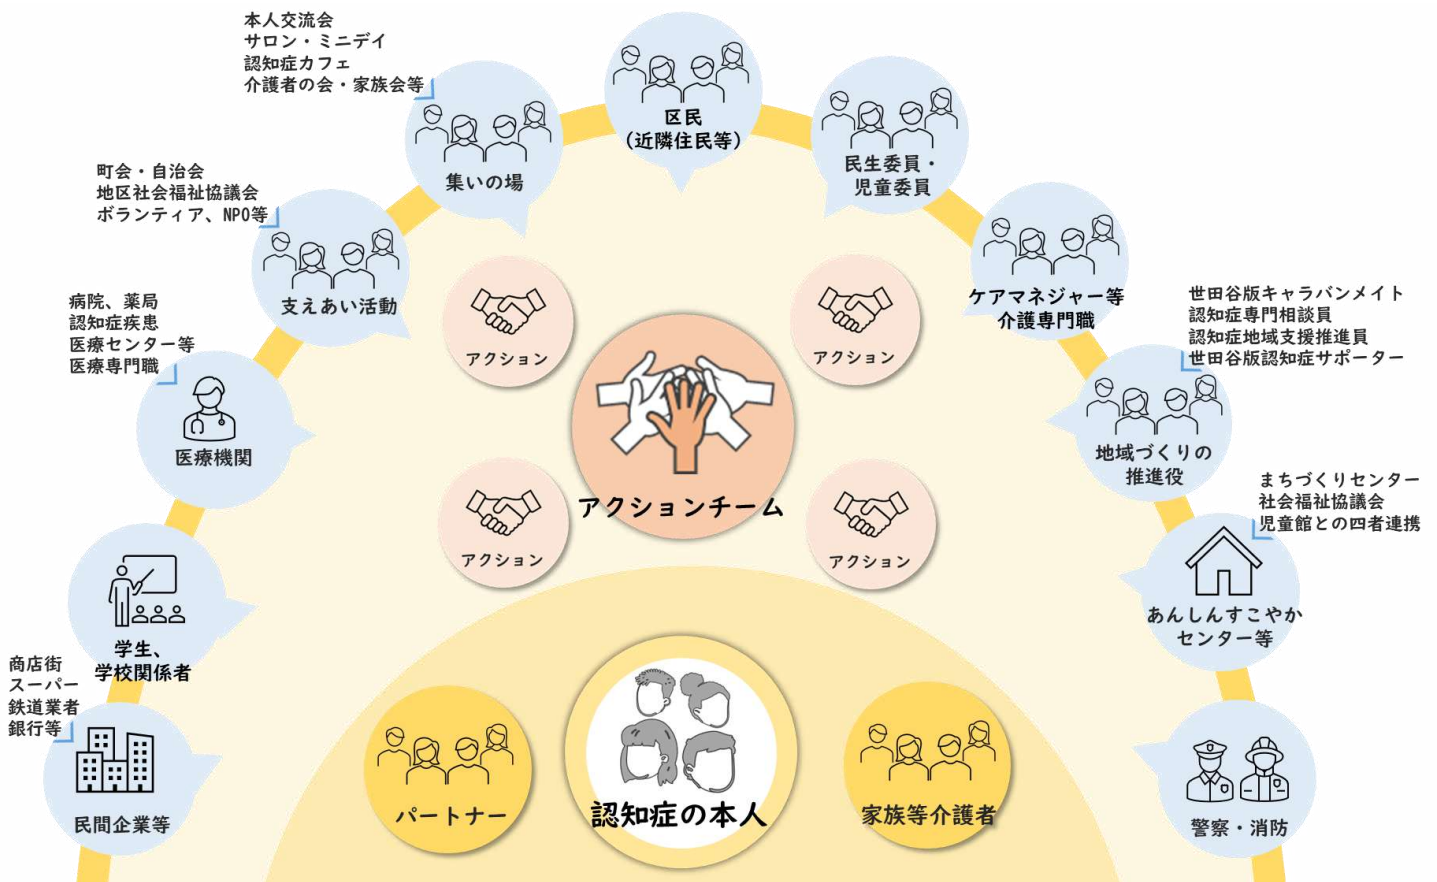 本人交流会
サロン・ミニデイ
認知症カフェ
介護者の会・家族会等
集いの場
区民
(近隣住民等)
民生委員・
児童委員
町会・自治会
地区社会福祉協議会
ボランティア、NPO等
支えあい活動
ケアマネジャー等
介護専門職
病院、薬局
認知症疾患
医療センター等
医療専門職
医療機関
世田谷版キャラバンメイト
認知症専門相談員
認知症地域支援推進員
世田谷版認知症サポーター
地域づくりの
推進役
アクション
アクション
アクションチーム
アクション
アクション
まちづくりセンター
社会福祉協議会
児童館との四者連携
あんしんすこやか
センター等
学生、
学校関係者
商店街
スーパー
鉄道業者
銀行等
民間企業等
パートナー
認知症の本人
家族等介護者
警察・消防